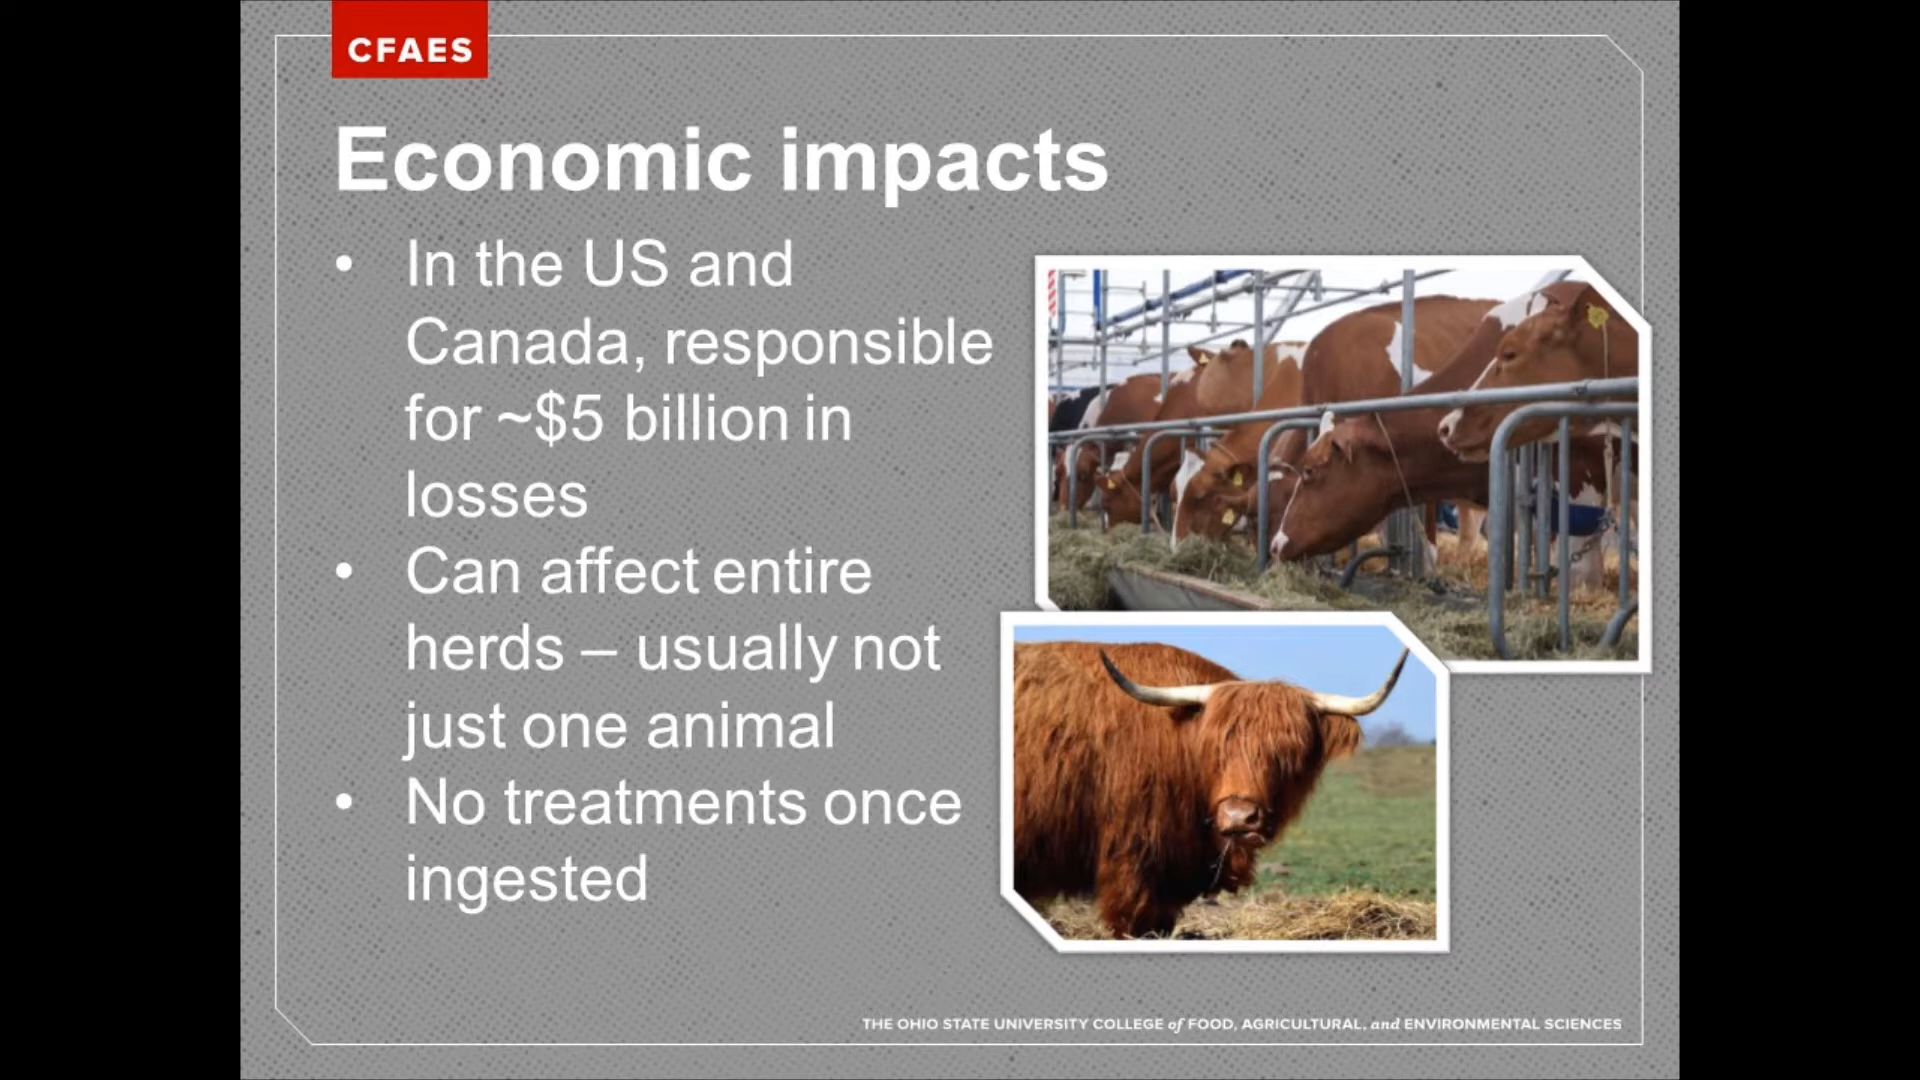 CFAES
Economic impacts
• In the US and
Canada, responsible
for ~$5 billion in
losses
• Can affect entire
herds – usually not
just one animal
• No treatments once
ingested
THE OHIO STATE UNIVERSITY COLLEGE of FOOD, AGRICULTURAL, and ENVIRONMENTAL SCIENCES